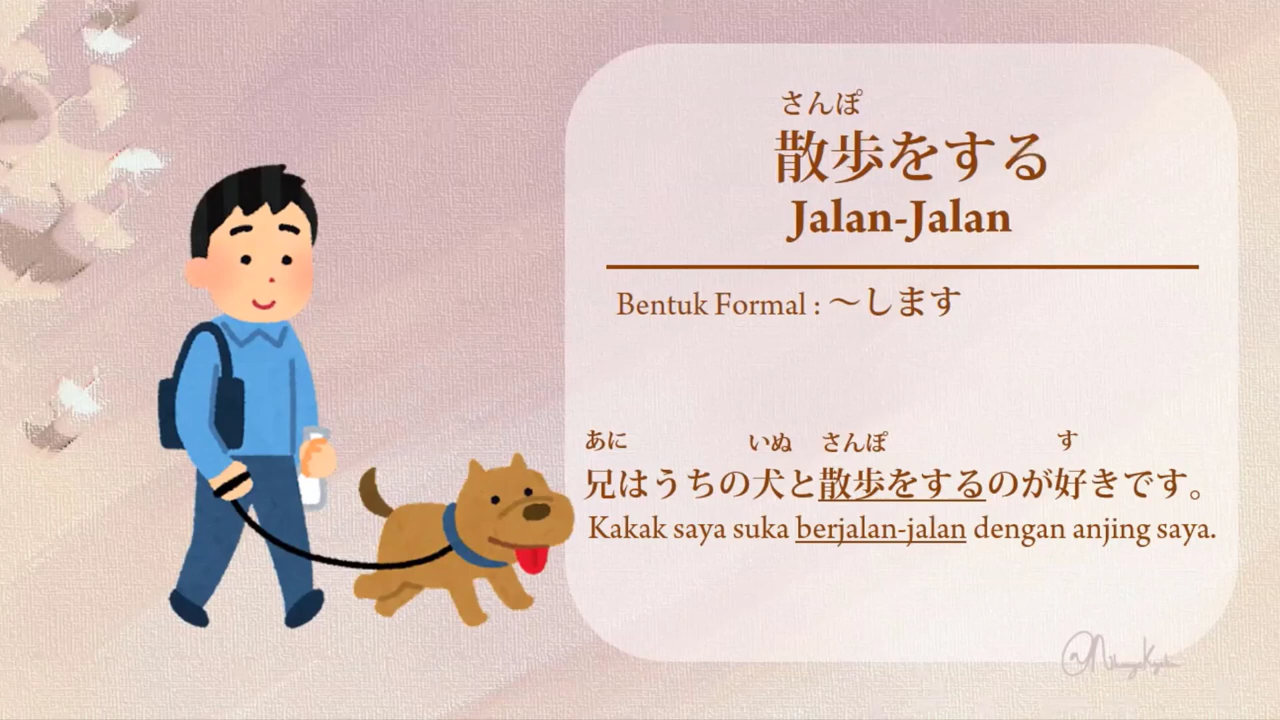 さんぽ
散歩をする
Jalan-Jalan
Bentuk Formal : ～します
あに いぬ さんぽ す
兄はうちの犬と散歩をするのが好きです。
Kakak saya suka berjalan-jalan dengan anjing saya.